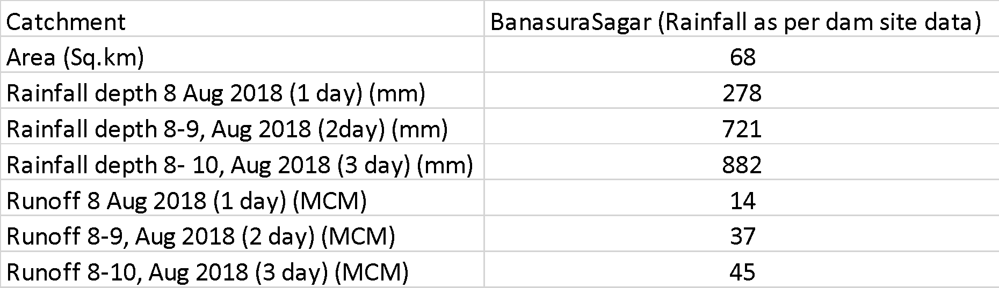 Catchment BanasuraSagar (Rainfall as per dam site data)
Area (Sq.km) 68
Rainfall depth 8 Aug 2018 (1 day) (mm) 278
Rainfall depth 8-9, Aug 2018 (2day) (mm) 721
Rainfall depth 8- 10, Aug 2018 (3 day) (mm) 882
Runoff 8 Aug 2018 (1 day) (MCM) 14
Runoff 8-9, Aug 2018 (2 day) (MCM) 37
Runoff 8-10, Aug 2018 (3 day) (MCM) 45